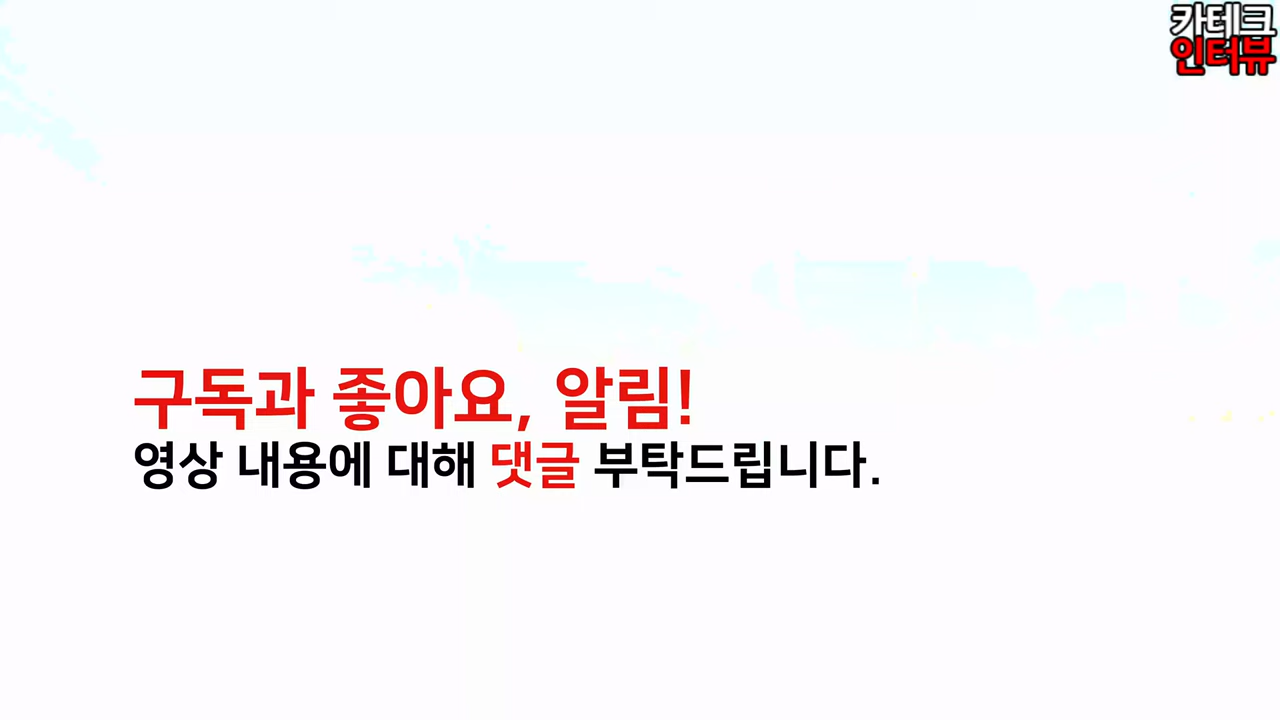 카테크
인터뷰
구독과 좋아요, 알림!
영상 내용에 대해 댓글 부탁드립니다.